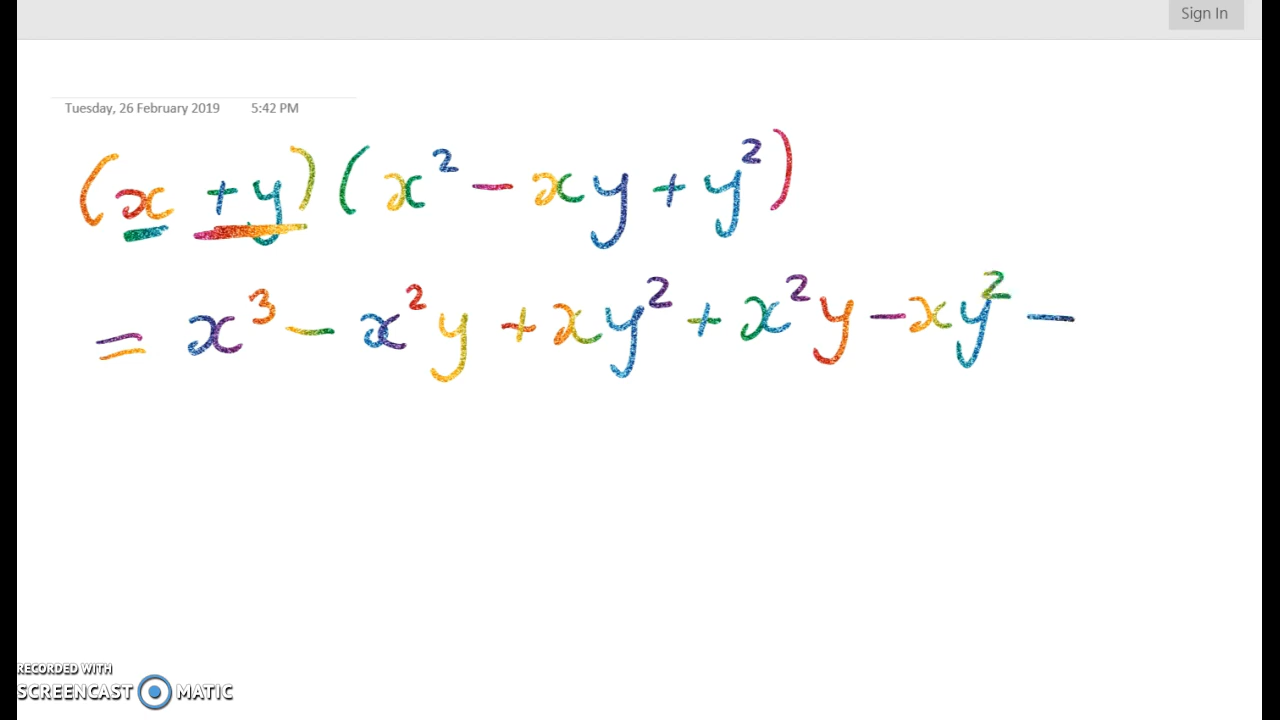 Sign In
Tuesday, 26 February 2019 5:42 PM
(x + y)(x² - xy + y²)
= x³ - x²y + xy² + x²y - xy² -
RECORDED WITH
SCREENCAST MATIC